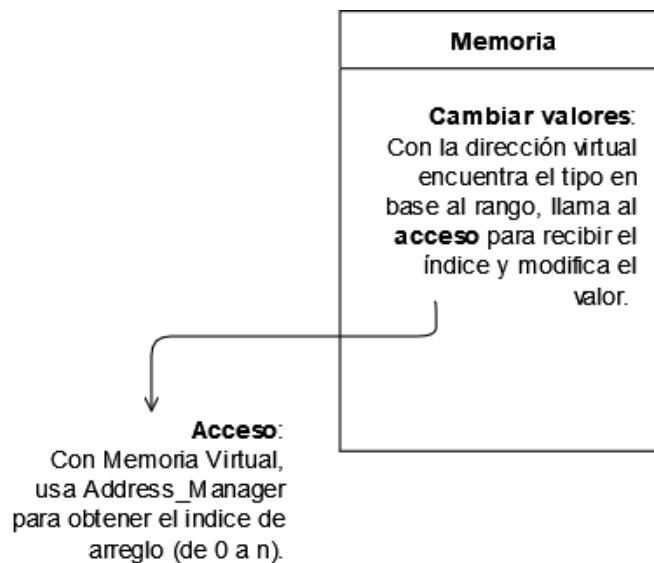 Memoria
Cambiar valores:
Con la dirección virtual
encuentra el tipo en
base al rango, llama al
acceso para recibir el
índice y modifica el
valor.
Acceso:
Con Memoria Virtual,
usa Address_Manager
para obtener el indice de
arreglo (de 0 a n).